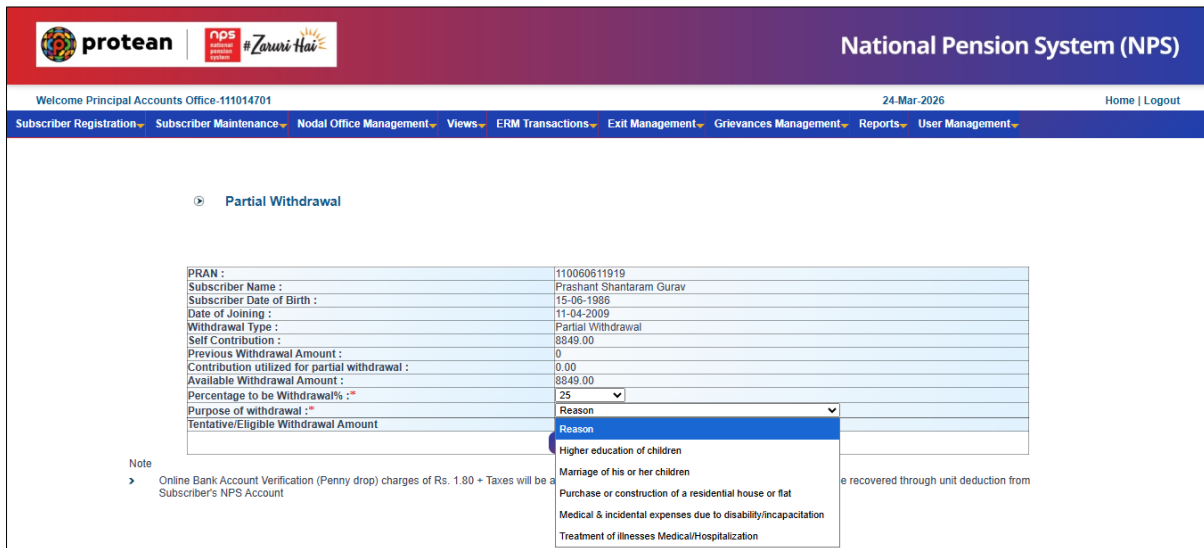 protean
nps
national
pension
system
#Zaruri Hai
National Pension System (NPS)
Welcome Principal Accounts Office-111014701
24-Mar-2026
Home | Logout
Subscriber Registration Subscriber Maintenance Nodal Office Management Views ERM Transactions Exit Management Grievances Management Reports User Management
Partial Withdrawal
PRAN : 110060611919
Subscriber Name : Prashant Shantaram Gurav
Subscriber Date of Birth : 15-06-1986
Date of Joining : 11-04-2009
Withdrawal Type : Partial Withdrawal
Self Contribution : 8849.00
Previous Withdrawal Amount : 0
Contribution utilized for partial withdrawal : 0.00
Available Withdrawal Amount : 8849.00
Percentage to be Withdrawal% :* 25
Purpose of withdrawal :* Reason
Tentative/Eligible Withdrawal Amount
Reason
Higher education of children
Marriage of his or her children
Purchase or construction of a residential house or flat
Medical & incidental expenses due to disability/incapacitation
Treatment of illnesses Medical/Hospitalization
Note
Online Bank Account Verification (Penny drop) charges of Rs. 1.80 + Taxes will be a e recovered through unit deduction from
Subscriber's NPS Account